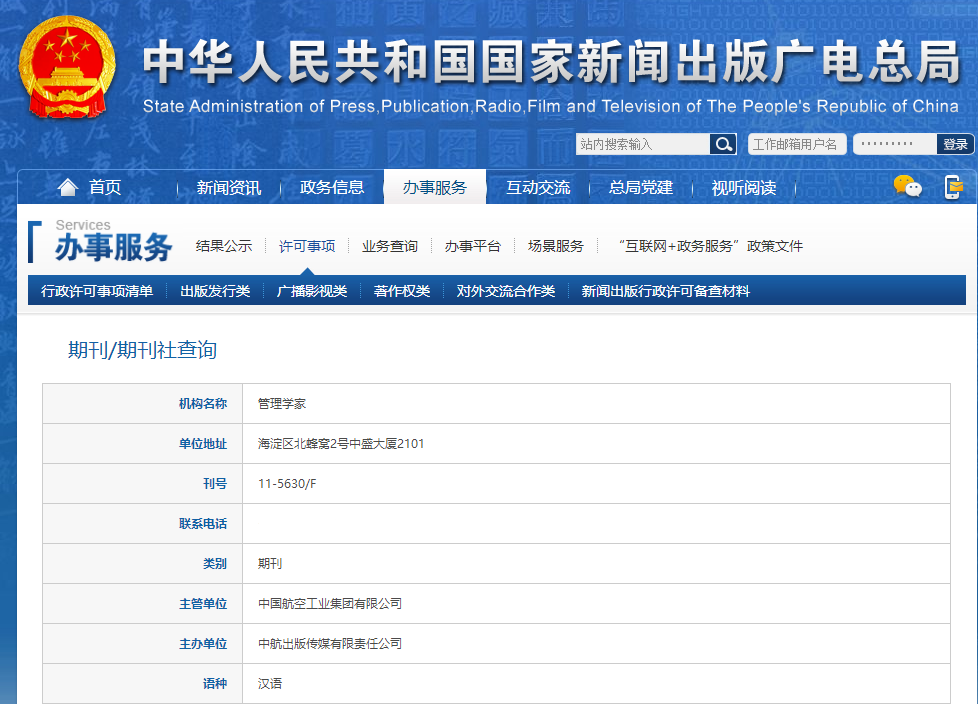 中华人民共和国国家新闻出版广电总局
State Administration of Press,Publication,Radio,Film and Television of The People's Republic of China
站内搜索输入 工作邮箱用户名 ········· 登录
首页 新闻资讯 政务信息 办事服务 互动交流 总局党建 视听阅读
Services
办事服务 结果公示 许可事项 业务查询 办事平台 场景服务 “互联网+政务服务”政策文件
行政许可事项清单 出版发行类 广播影视类 著作权类 对外交流合作类 新闻出版行政许可备查材料
期刊/期刊社查询
机构名称 管理学家
单位地址 海淀区北蜂窝2号中盛大厦2101
刊号 11-5630/F
联系电话
类别 期刊
主管单位 中国航空工业集团有限公司
主办单位 中航出版传媒有限责任公司
语种 汉语